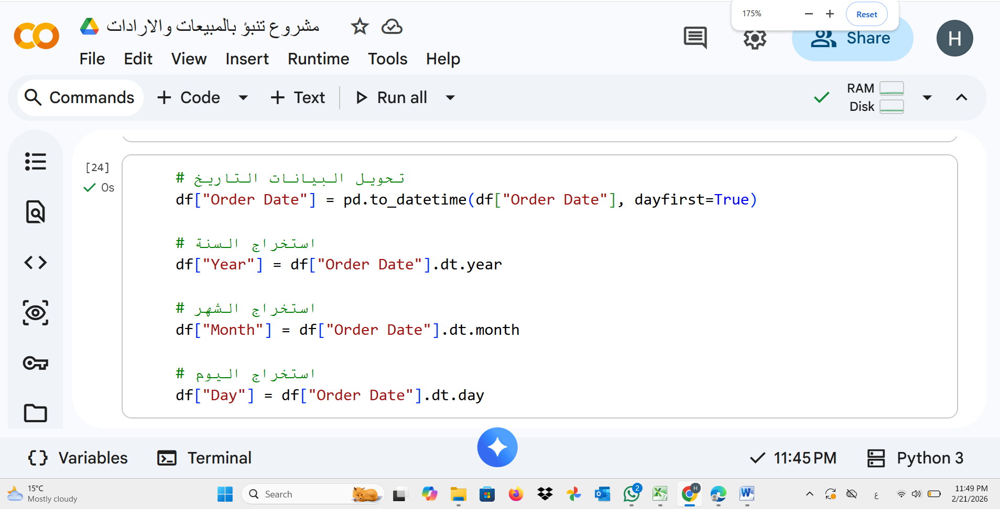 175%
Reset
مشروع تنبؤ بالمبيعات والارادات
Share
H
File Edit View Insert Runtime Tools Help
Commands
Code
Text
Run all
RAM
Disk
[24]
0s
# تحويل البيانات التاريخ
df["Order Date"] = pd.to_datetime(df["Order Date"], dayfirst=True)
# استخراج السنة
df["Year"] = df["Order Date"].dt.year
# استخراج الشهر
df["Month"] = df["Order Date"].dt.month
# استخراج اليوم
df["Day"] = df["Order Date"].dt.day
Variables
Terminal
11:45 PM
Python 3
15°C
Mostly cloudy
Search
2
H
ع
11:49 PM
2/21/2026